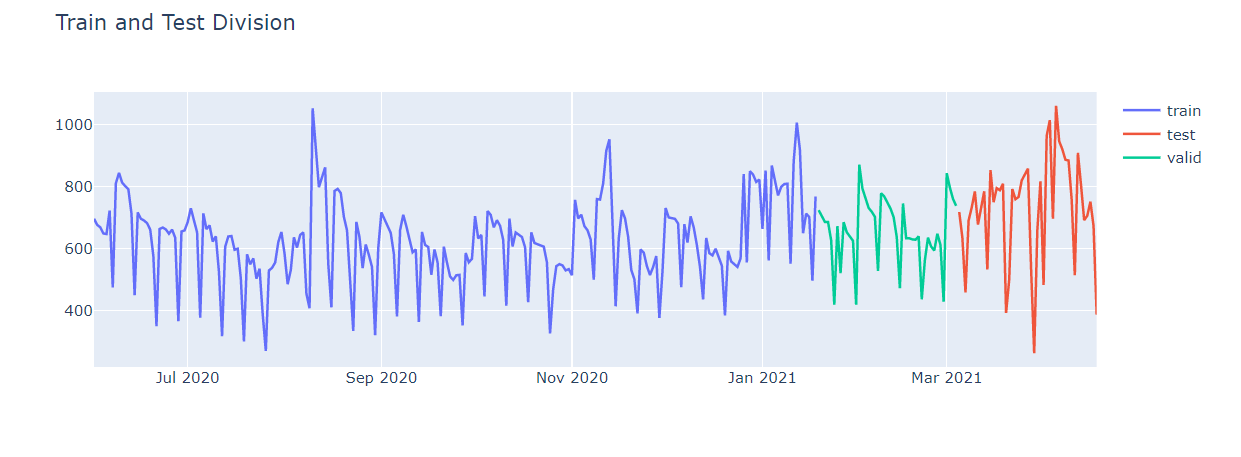 Train and Test Division
train
test
valid
1000
800
600
400
Jul 2020
Sep 2020
Nov 2020
Jan 2021
Mar 2021